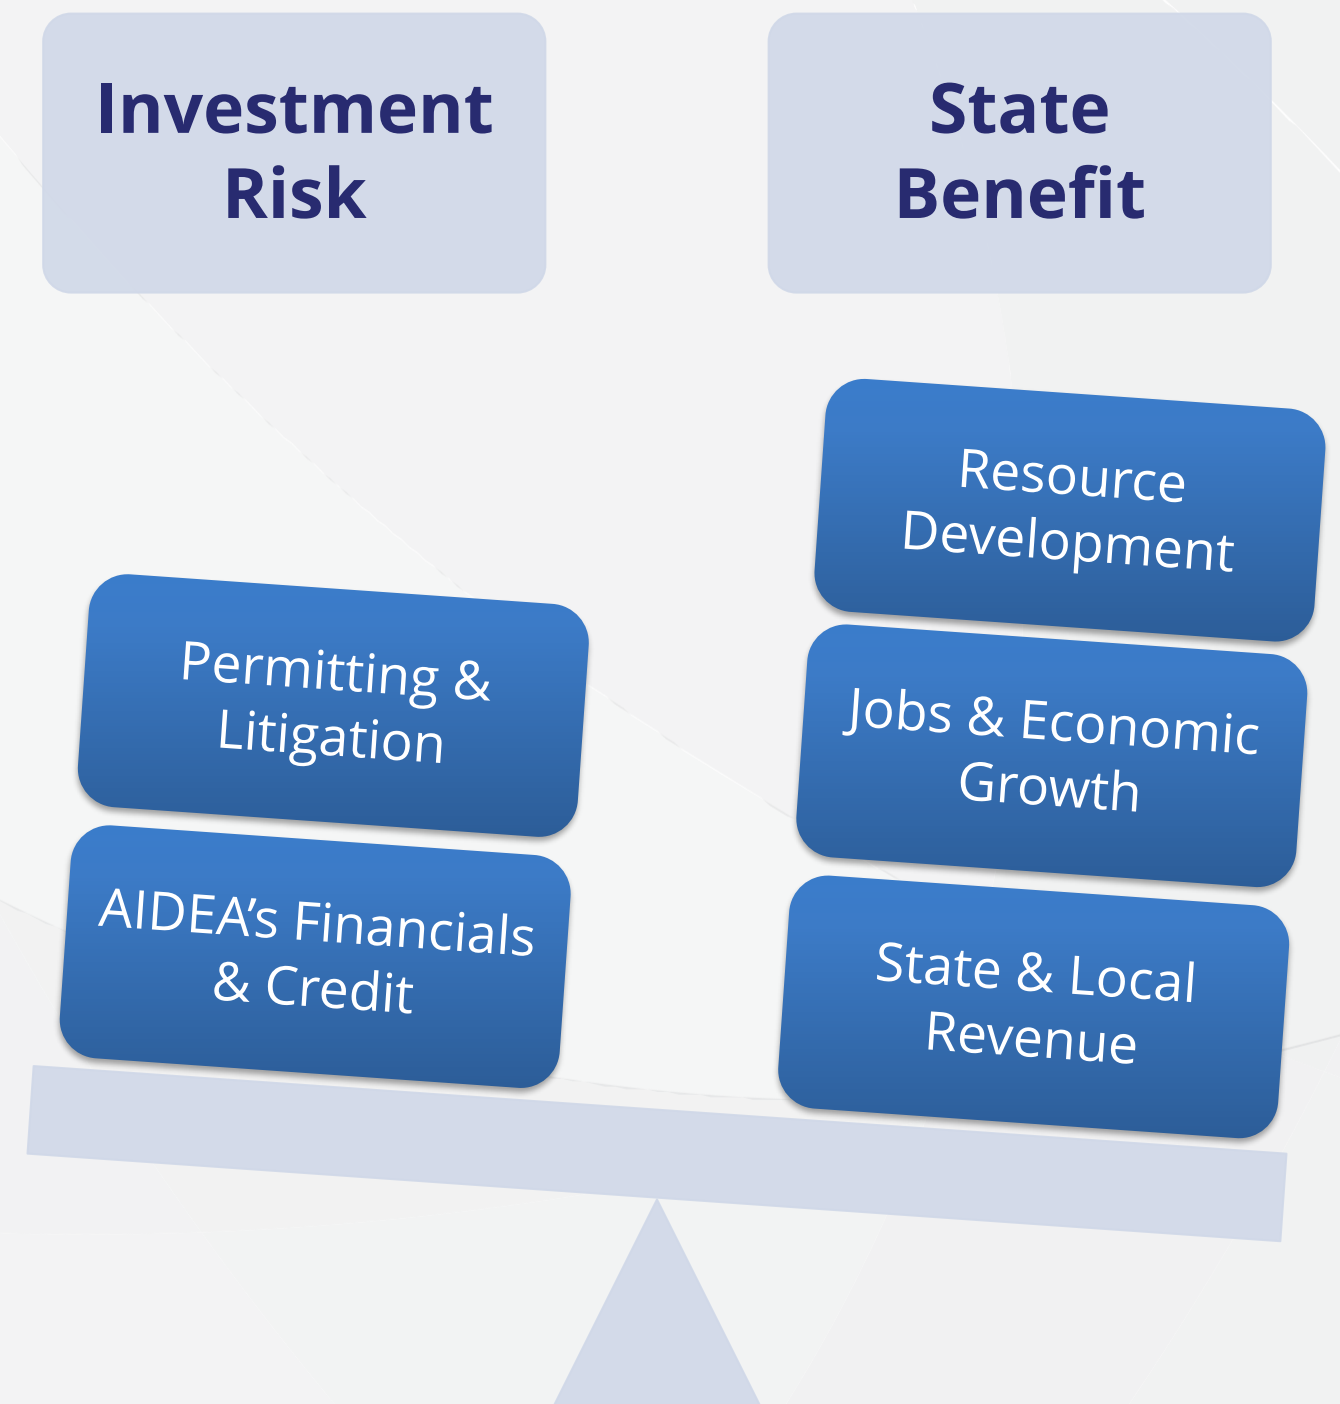 Investment
Risk
State
Benefit
Permitting &
Litigation
AIDEA’s Financials
& Credit
Resource
Development
Jobs & Economic
Growth
State & Local
Revenue